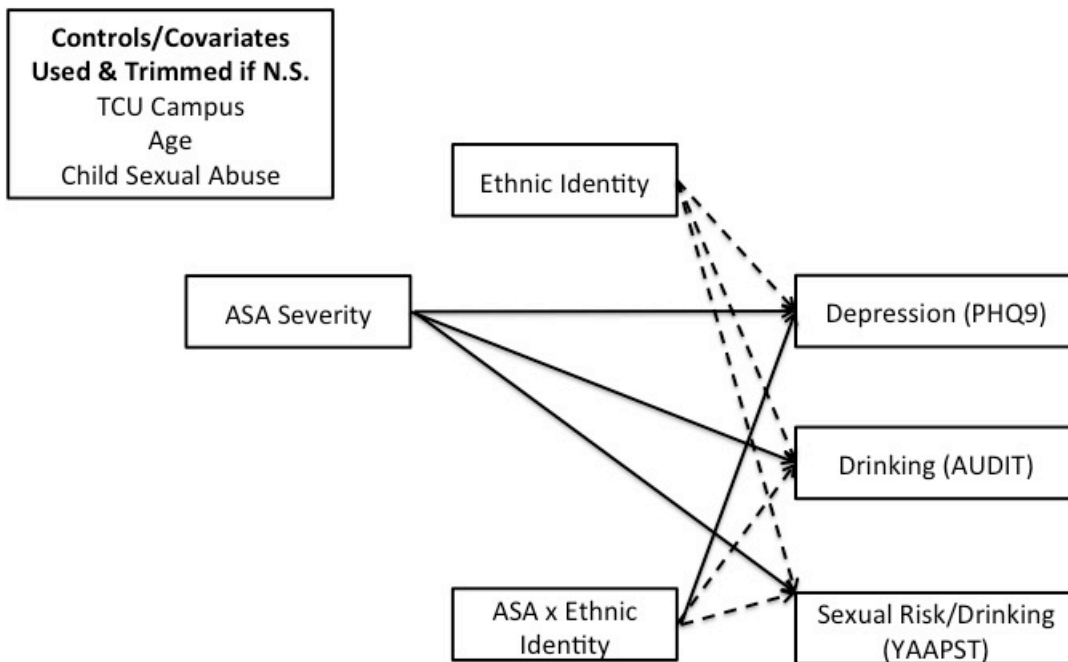 Controls/Covariates
Used & Trimmed if N.S.
TCU Campus
Age
Child Sexual Abuse
Ethnic Identity
ASA Severity
Depression (PHQ9)
Drinking (AUDIT)
ASA x Ethnic
Identity
Sexual Risk/Drinking
(YAAPST)